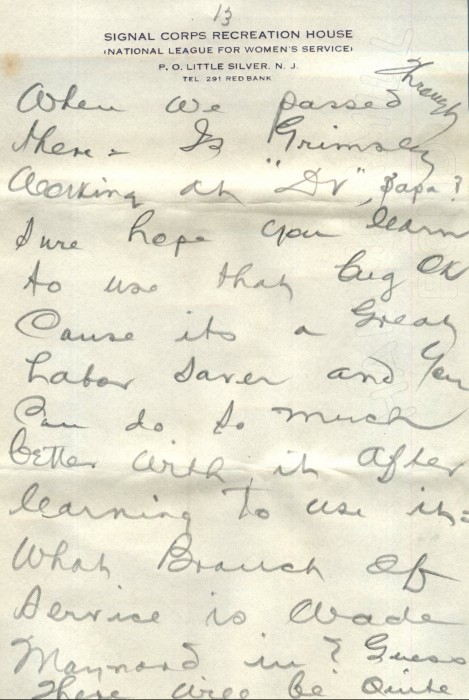 13
SIGNAL CORPS RECREATION HOUSE
(NATIONAL LEAGUE FOR WOMEN'S SERVICE)
P. O. LITTLE SILVER, N. J.
TEL. 291 RED BANK
When we passed through
there = Is Grimsley
working at "Dv", Papa?
Sure hope you learn
to use that bug OK
Cause its a great
Labor Saver and You
Can do so much
better with it after
learning to use it =
What Branch of
Service is Wade
Maynard in? Guess
There will be Quite